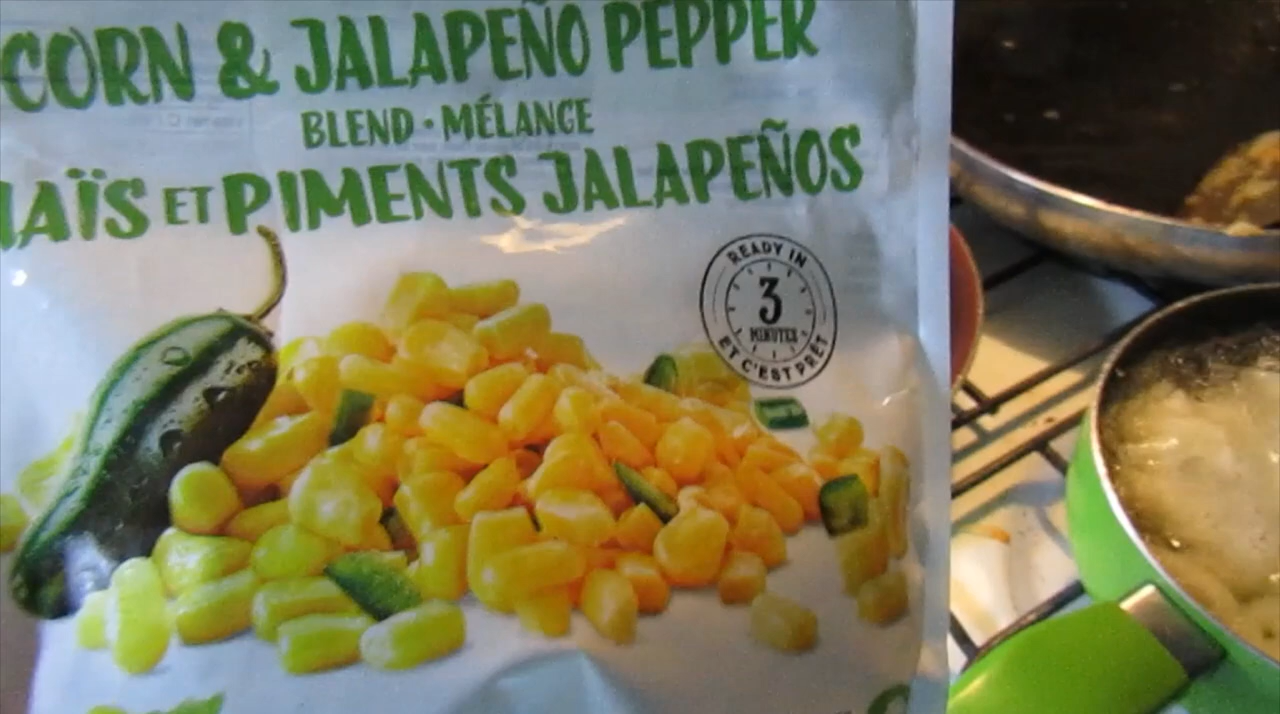 CORN & JALAPEÑO PEPPER
BLEND • MÉLANGE
MAÏS ET PIMENTS JALAPEÑOS
READY IN
3
MINUTES
ET C'EST PRÊT